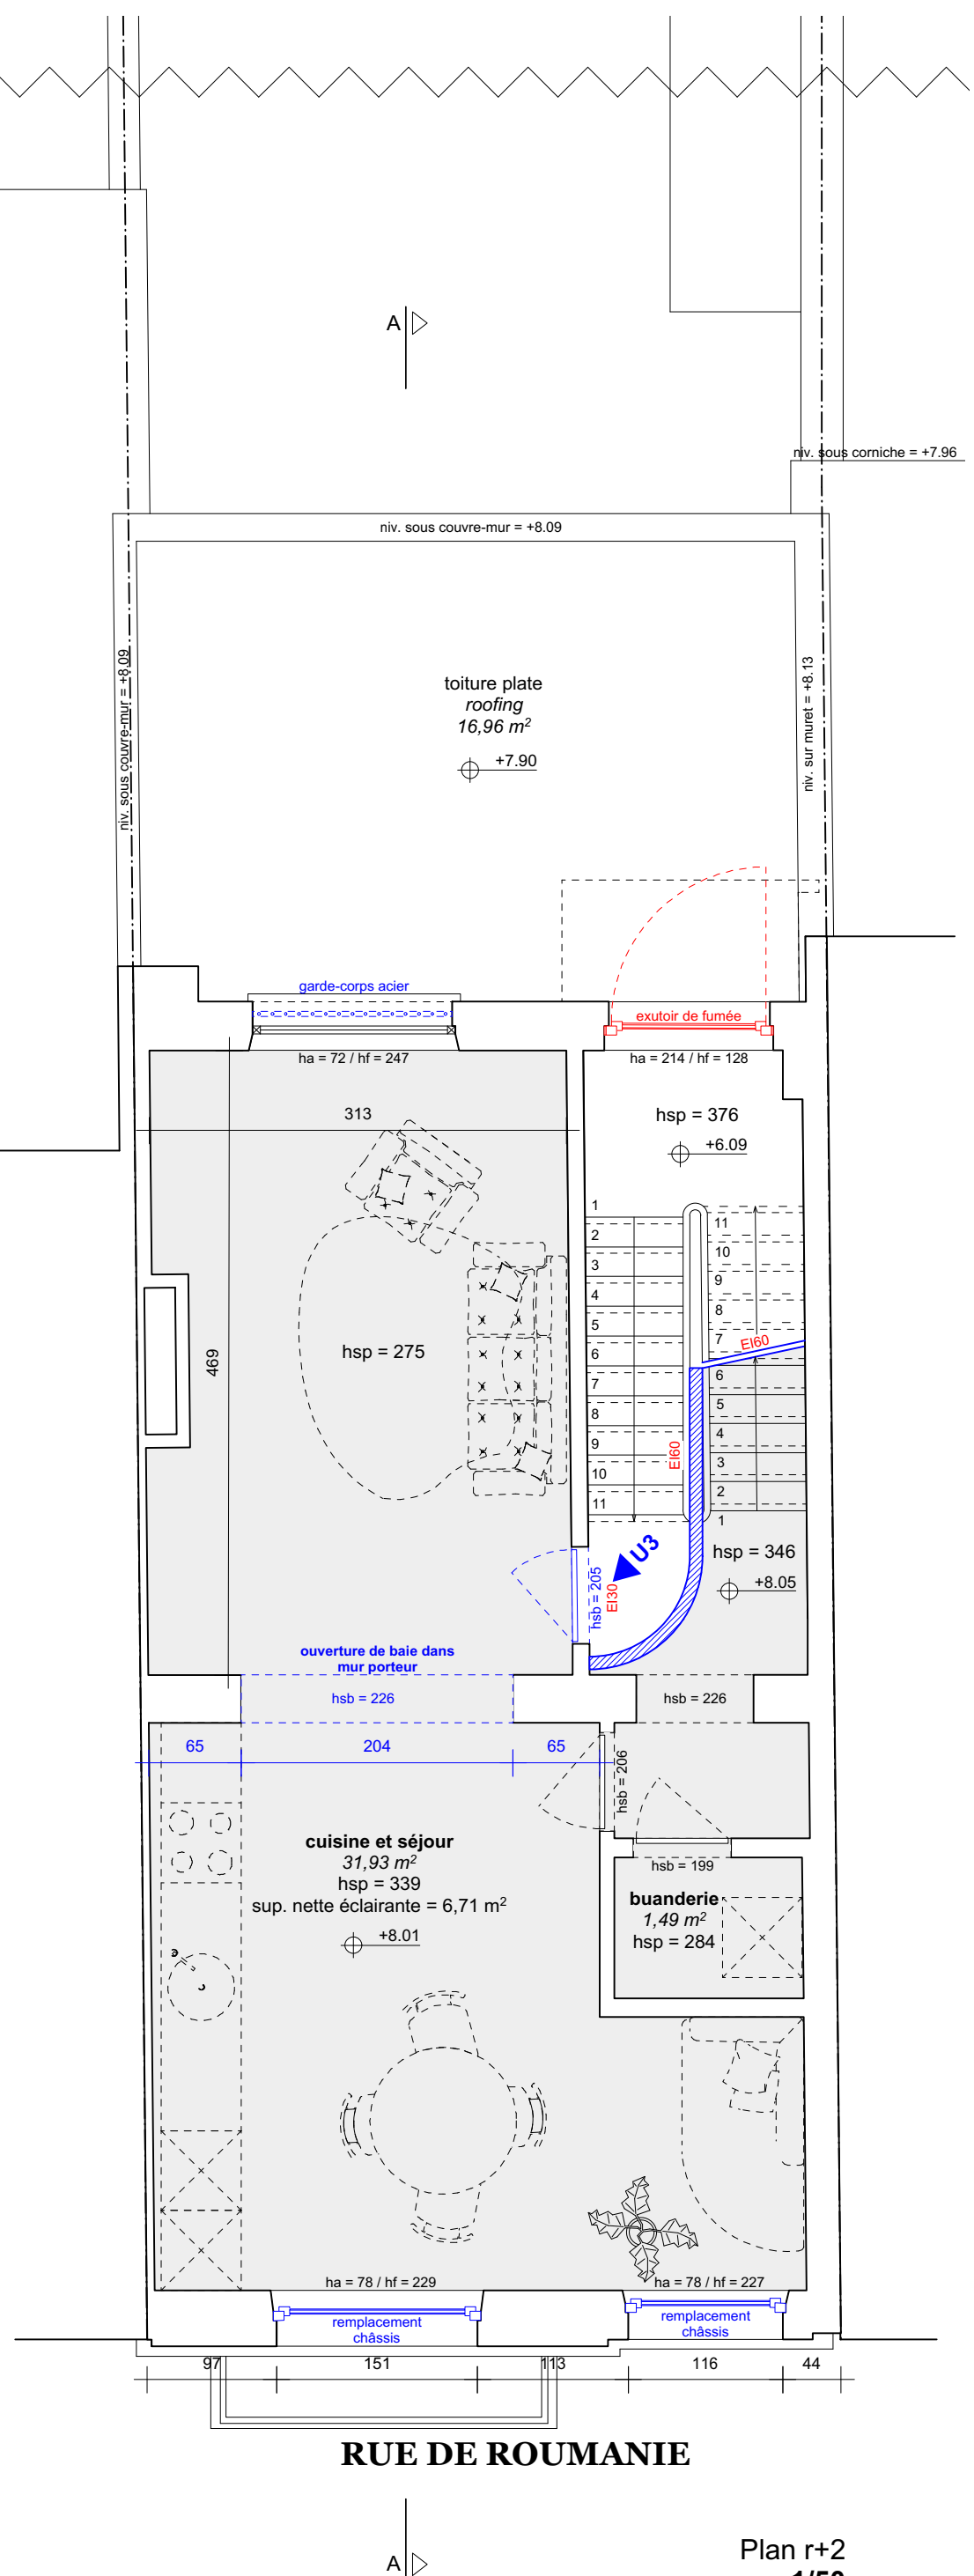 A
niv. sous corniche = +7.96
niv. sous couvre-mur = +8.09
niv. sous couvre-mur = +8.09
niv. sur muret = +8.13
toiture plate
roofing
16,96 m²
+7.90
garde-corps acier
exutoir de fumée
ha = 72 / hf = 247
ha = 214 / hf = 128
313
hsp = 376
+6.09
1
2
3
4
5
6
7
8
9
10
11
11
10
9
8
7
EI60
6
5
4
3
2
1
469
hsp = 275
EI60
U3
hsb = 205
EI30
hsp = 346
+8.05
ouverture de baie dans
mur porteur
hsb = 226
hsb = 226
65
204
65
hsb = 206
cuisine et séjour
31,93 m²
hsp = 339
sup. nette éclairante = 6,71 m²
+8.01
hsb = 199
buanderie
1,49 m²
hsp = 284
ha = 78 / hf = 229
ha = 78 / hf = 227
remplacement
châssis
remplacement
châssis
97
151
113
116
44
RUE DE ROUMANIE
A
Plan r+2
1/50